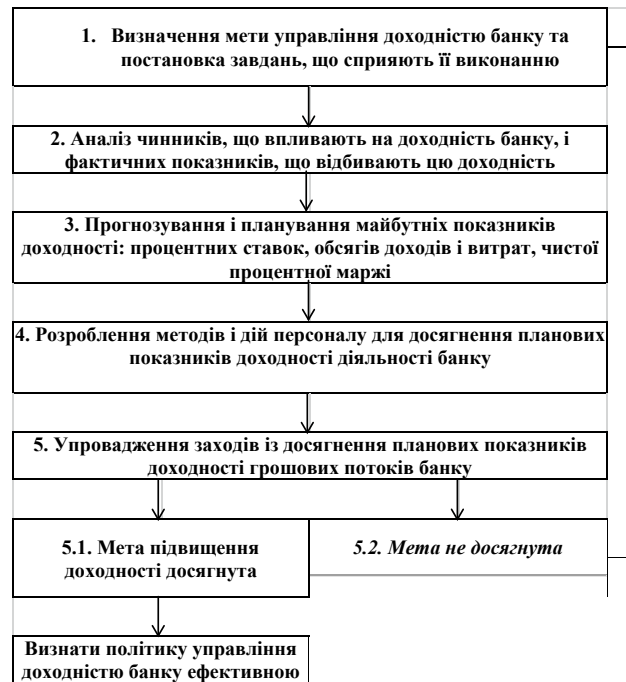 1. Визначення мети управління доходністю банку та
постановка завдань, що сприяють її виконанню
2. Аналіз чинників, що впливають на доходність банку, і
фактичних показників, що відбивають цю доходність
3. Прогнозування і планування майбутніх показників
доходності: процентних ставок, обсягів доходів і витрат, чистої
процентної маржі
4. Розроблення методів і дій персоналу для досягнення планових
показників доходності діяльності банку
5. Упровадження заходів із досягнення планових показників
доходності грошових потоків банку
5.1. Мета підвищення
доходності досягнута
5.2. Мета не досягнута
Визнати політику управління
доходністю банку ефективною